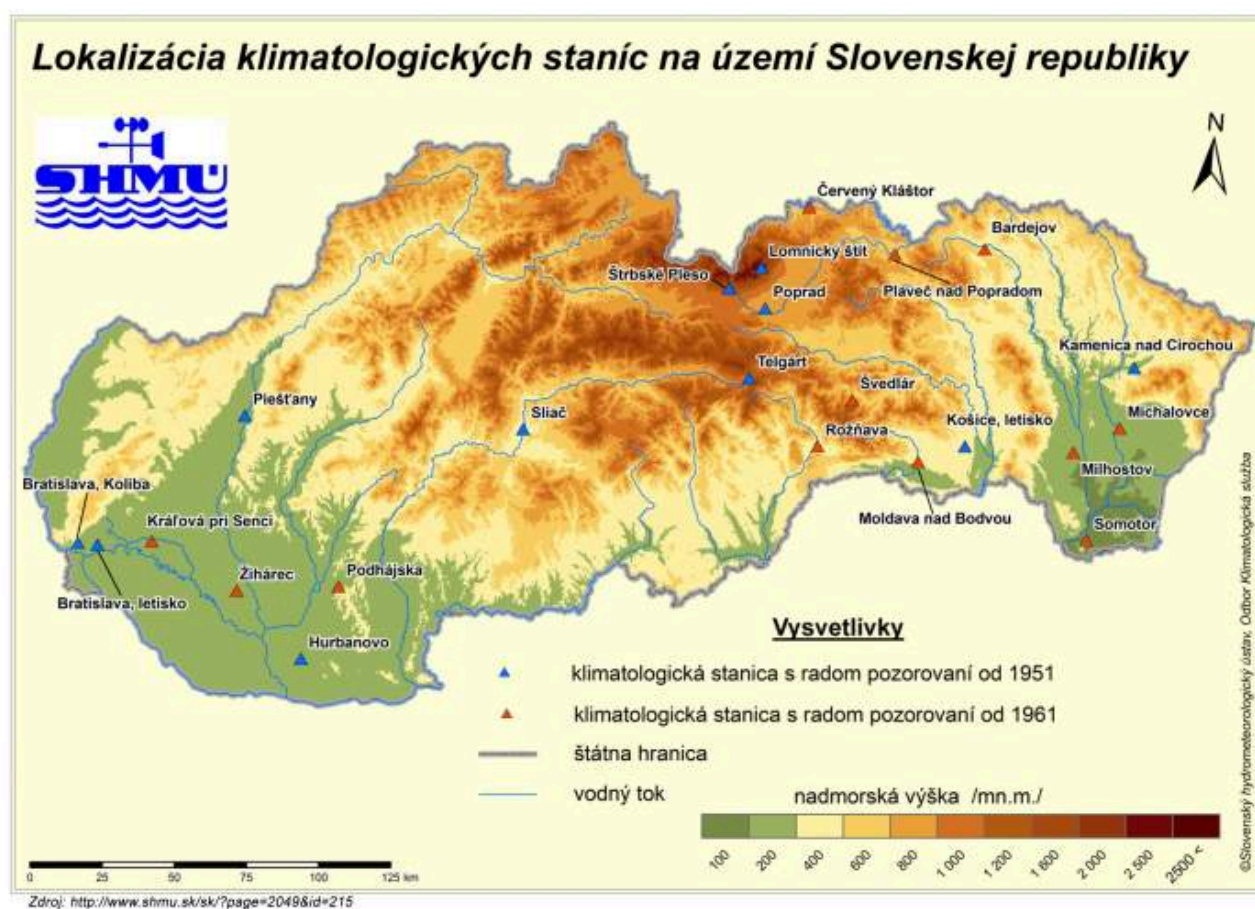 Lokalizácia klimatologických staníc na území Slovenskej republiky
SHMÚ
N
Červený Kláštor
Bardejov
Lomnický štít
Štrbské Pleso
Plaveč nad Popradom
Poprad
Kamenica nad Cirochou
Telgárt
Švedlár
Piešťany
Sliač
Michalovce
Košice, letisko
Rožňava
Milhostov
Bratislava, Koliba
Kráľová pri Senci
Moldava nad Bodvou
Somotor
Žihárec
Podhájska
Bratislava, letisko
Hurbanovo
Vysvetlivky
klimatologická stanica s radom pozorovaní od 1951
klimatologická stanica s radom pozorovaní od 1961
štátna hranica
vodný tok
nadmorská výška /mn.m./
100 200 400 600 800 1 000 1 200 1 600 2 000 2 500 2500 <
0 25 50 75 100 125 km
©Slovenský hydrometeorologický ústav, Odbor Klimatologická služba
Zdroj: http://www.shmu.sk/sk/?page=2049&id=215